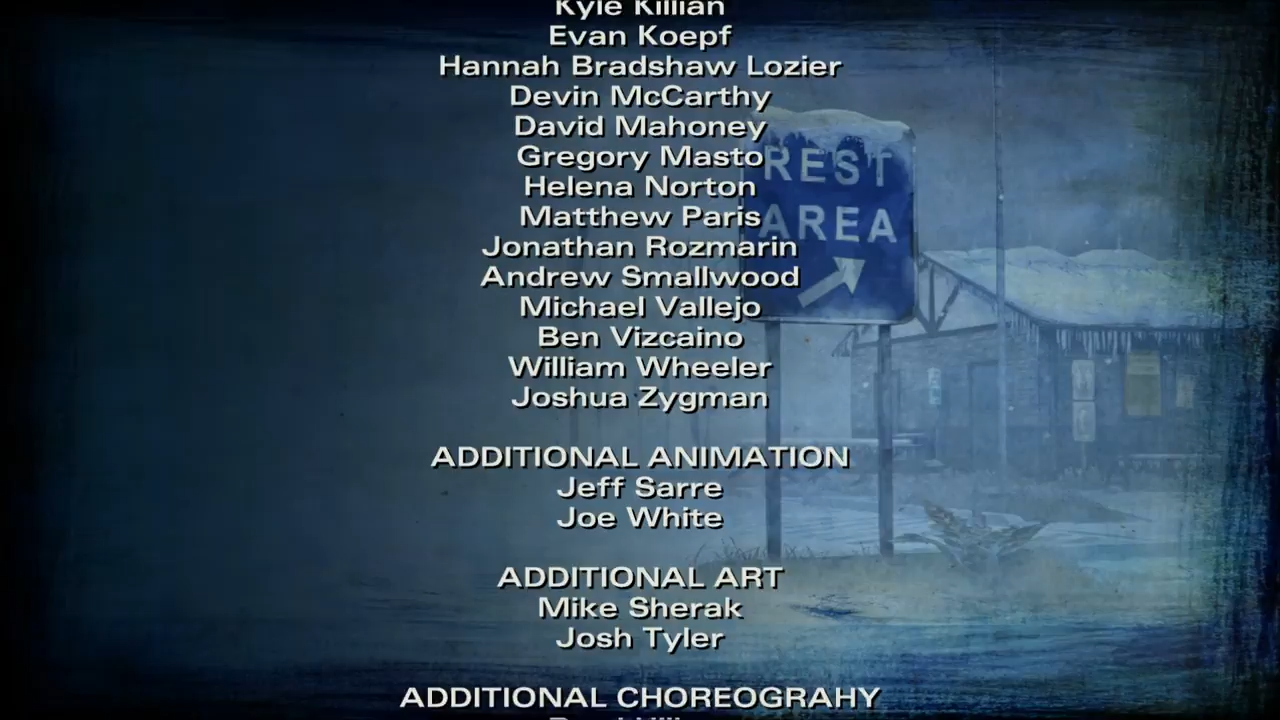 Kyle Killian
Evan Koepf
Hannah Bradshaw Lozier
Devin McCarthy
David Mahoney
Gregory Masto
Helena Norton
Matthew Paris
Jonathan Rozmarin
Andrew Smallwood
Michael Vallejo
Ben Vizcaino
William Wheeler
Joshua Zygman
ADDITIONAL ANIMATION
Jeff Sarre
Joe White
ADDITIONAL ART
Mike Sherak
Josh Tyler
ADDITIONAL CHOREOGRAHY
REST
AREA